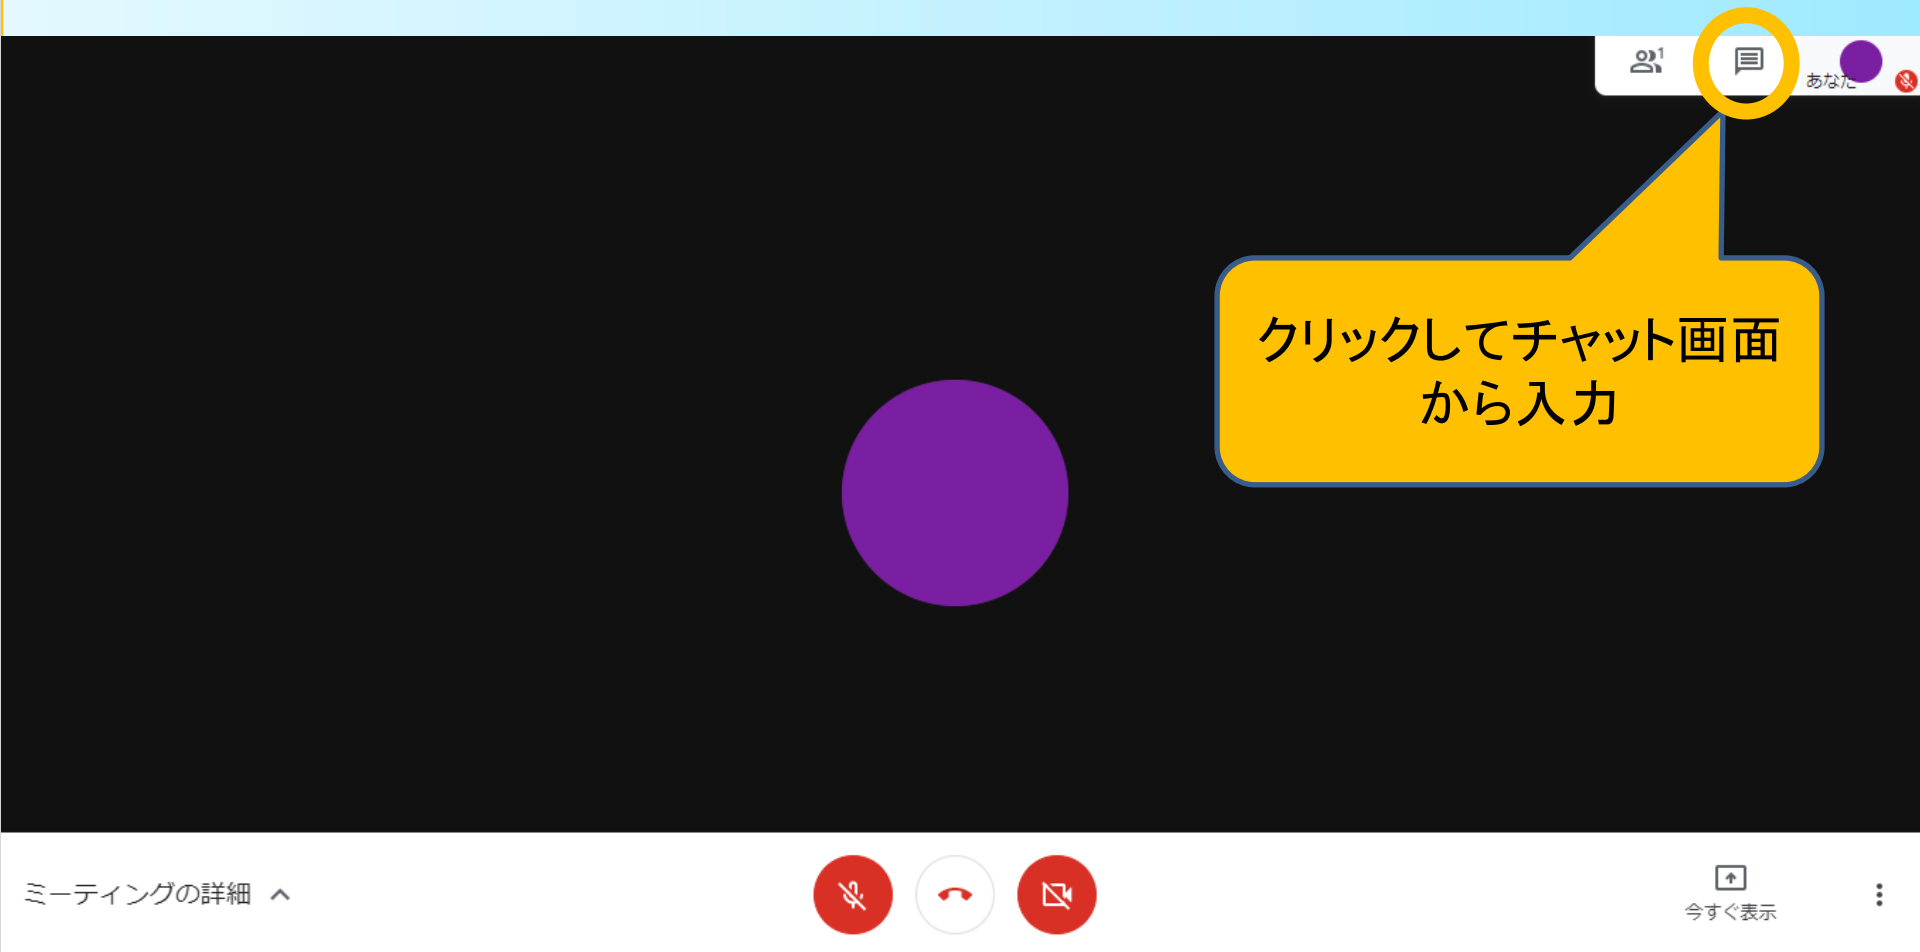 1
あなた
クリックしてチャット画面
から入力
ミーティングの詳細
今すぐ表示